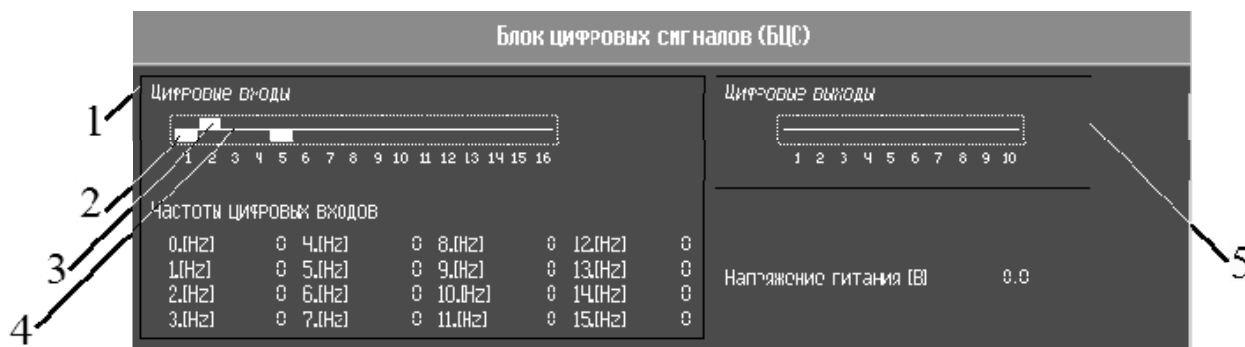 Блок цифровых сигналов (БЦС)
Цифровые входы
1 2 3 4 5 6 7 8 9 10 11 12 13 14 15 16
Частоты цифровых входов
0.[Hz] 0 4.[Hz] 0 8.[Hz] 0 12.[Hz] 0
1.[Hz] 0 5.[Hz] 0 9.[Hz] 0 13.[Hz] 0
2.[Hz] 0 6.[Hz] 0 10.[Hz] 0 14.[Hz] 0
3.[Hz] 0 7.[Hz] 0 11.[Hz] 0 15.[Hz] 0
Цифровые выходы
1 2 3 4 5 6 7 8 9 10
Напряжение питания [В] 0.0
1
2
3
4
5